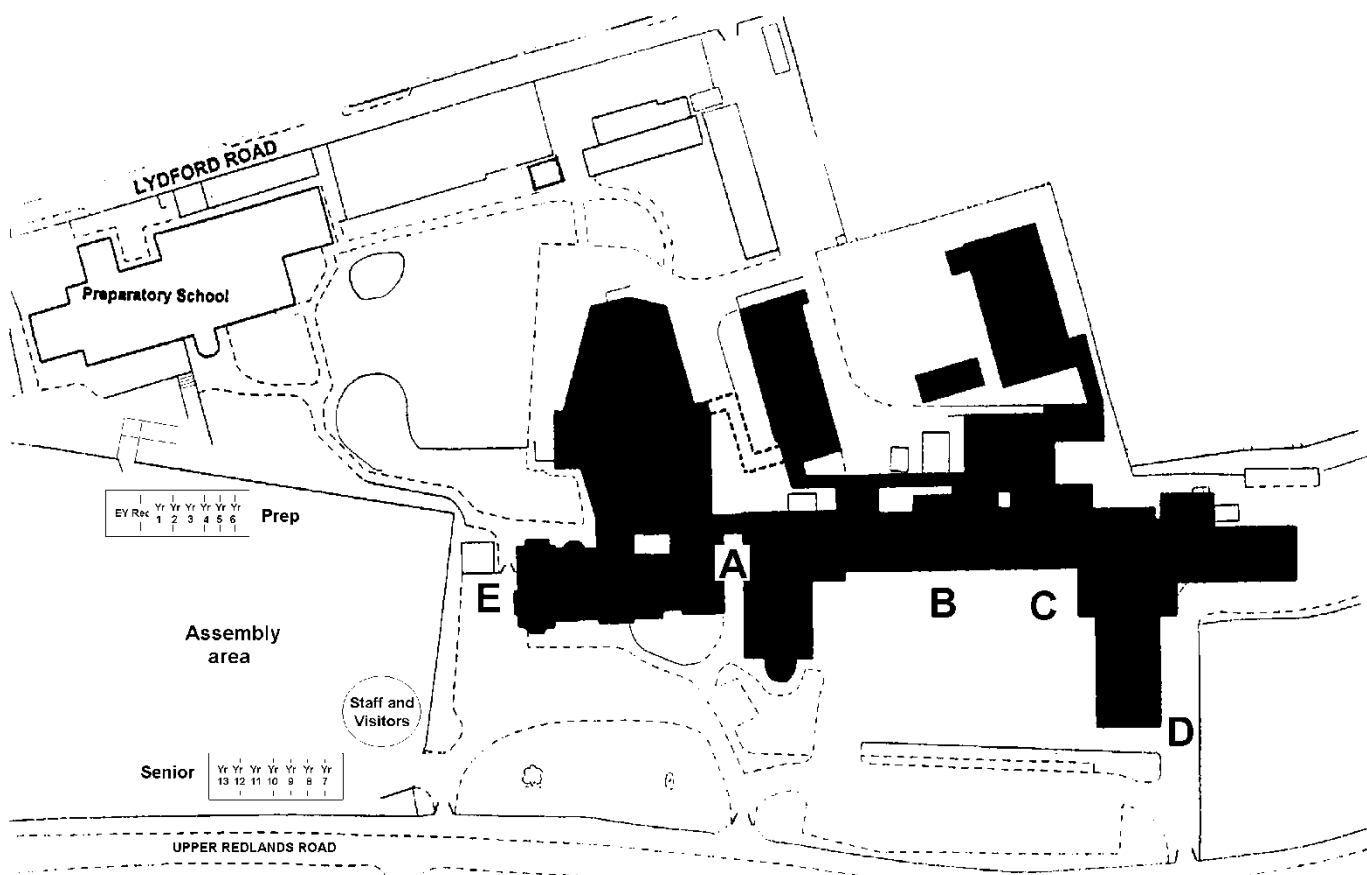 LYDFORD ROAD
Preparatory School
EY Rec Yr 1 Yr 2 Yr 3 Yr 4 Yr 5 Yr 6
Prep
A
E
B
C
Assembly
area
Staff and
Visitors
D
Senior
Yr 13 Yr 12 Yr 11 Yr 10 Yr 9 Yr 8 Yr 7
UPPER REDLANDS ROAD